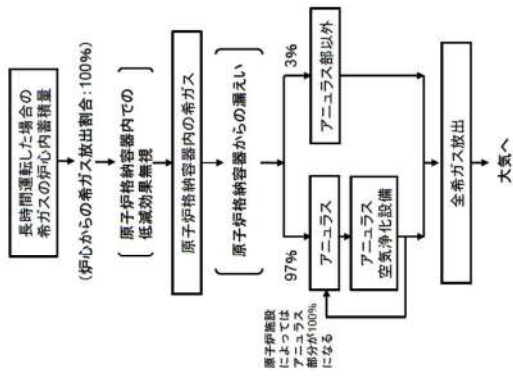 長時間運転した場合の
希ガスの炉心内蓄積量
(炉心からの希ガス放出割合:100%)
原子炉格納容器内での
低減効果無視
原子炉格納容器内の希ガス
原子炉格納容器からの漏えい
97%
3%
原子炉施設
によっては
アニュラス
部分が100%
になる
アニュラス
アニュラス部以外
アニュラス
空気浄化設備
全希ガス放出
大気へ